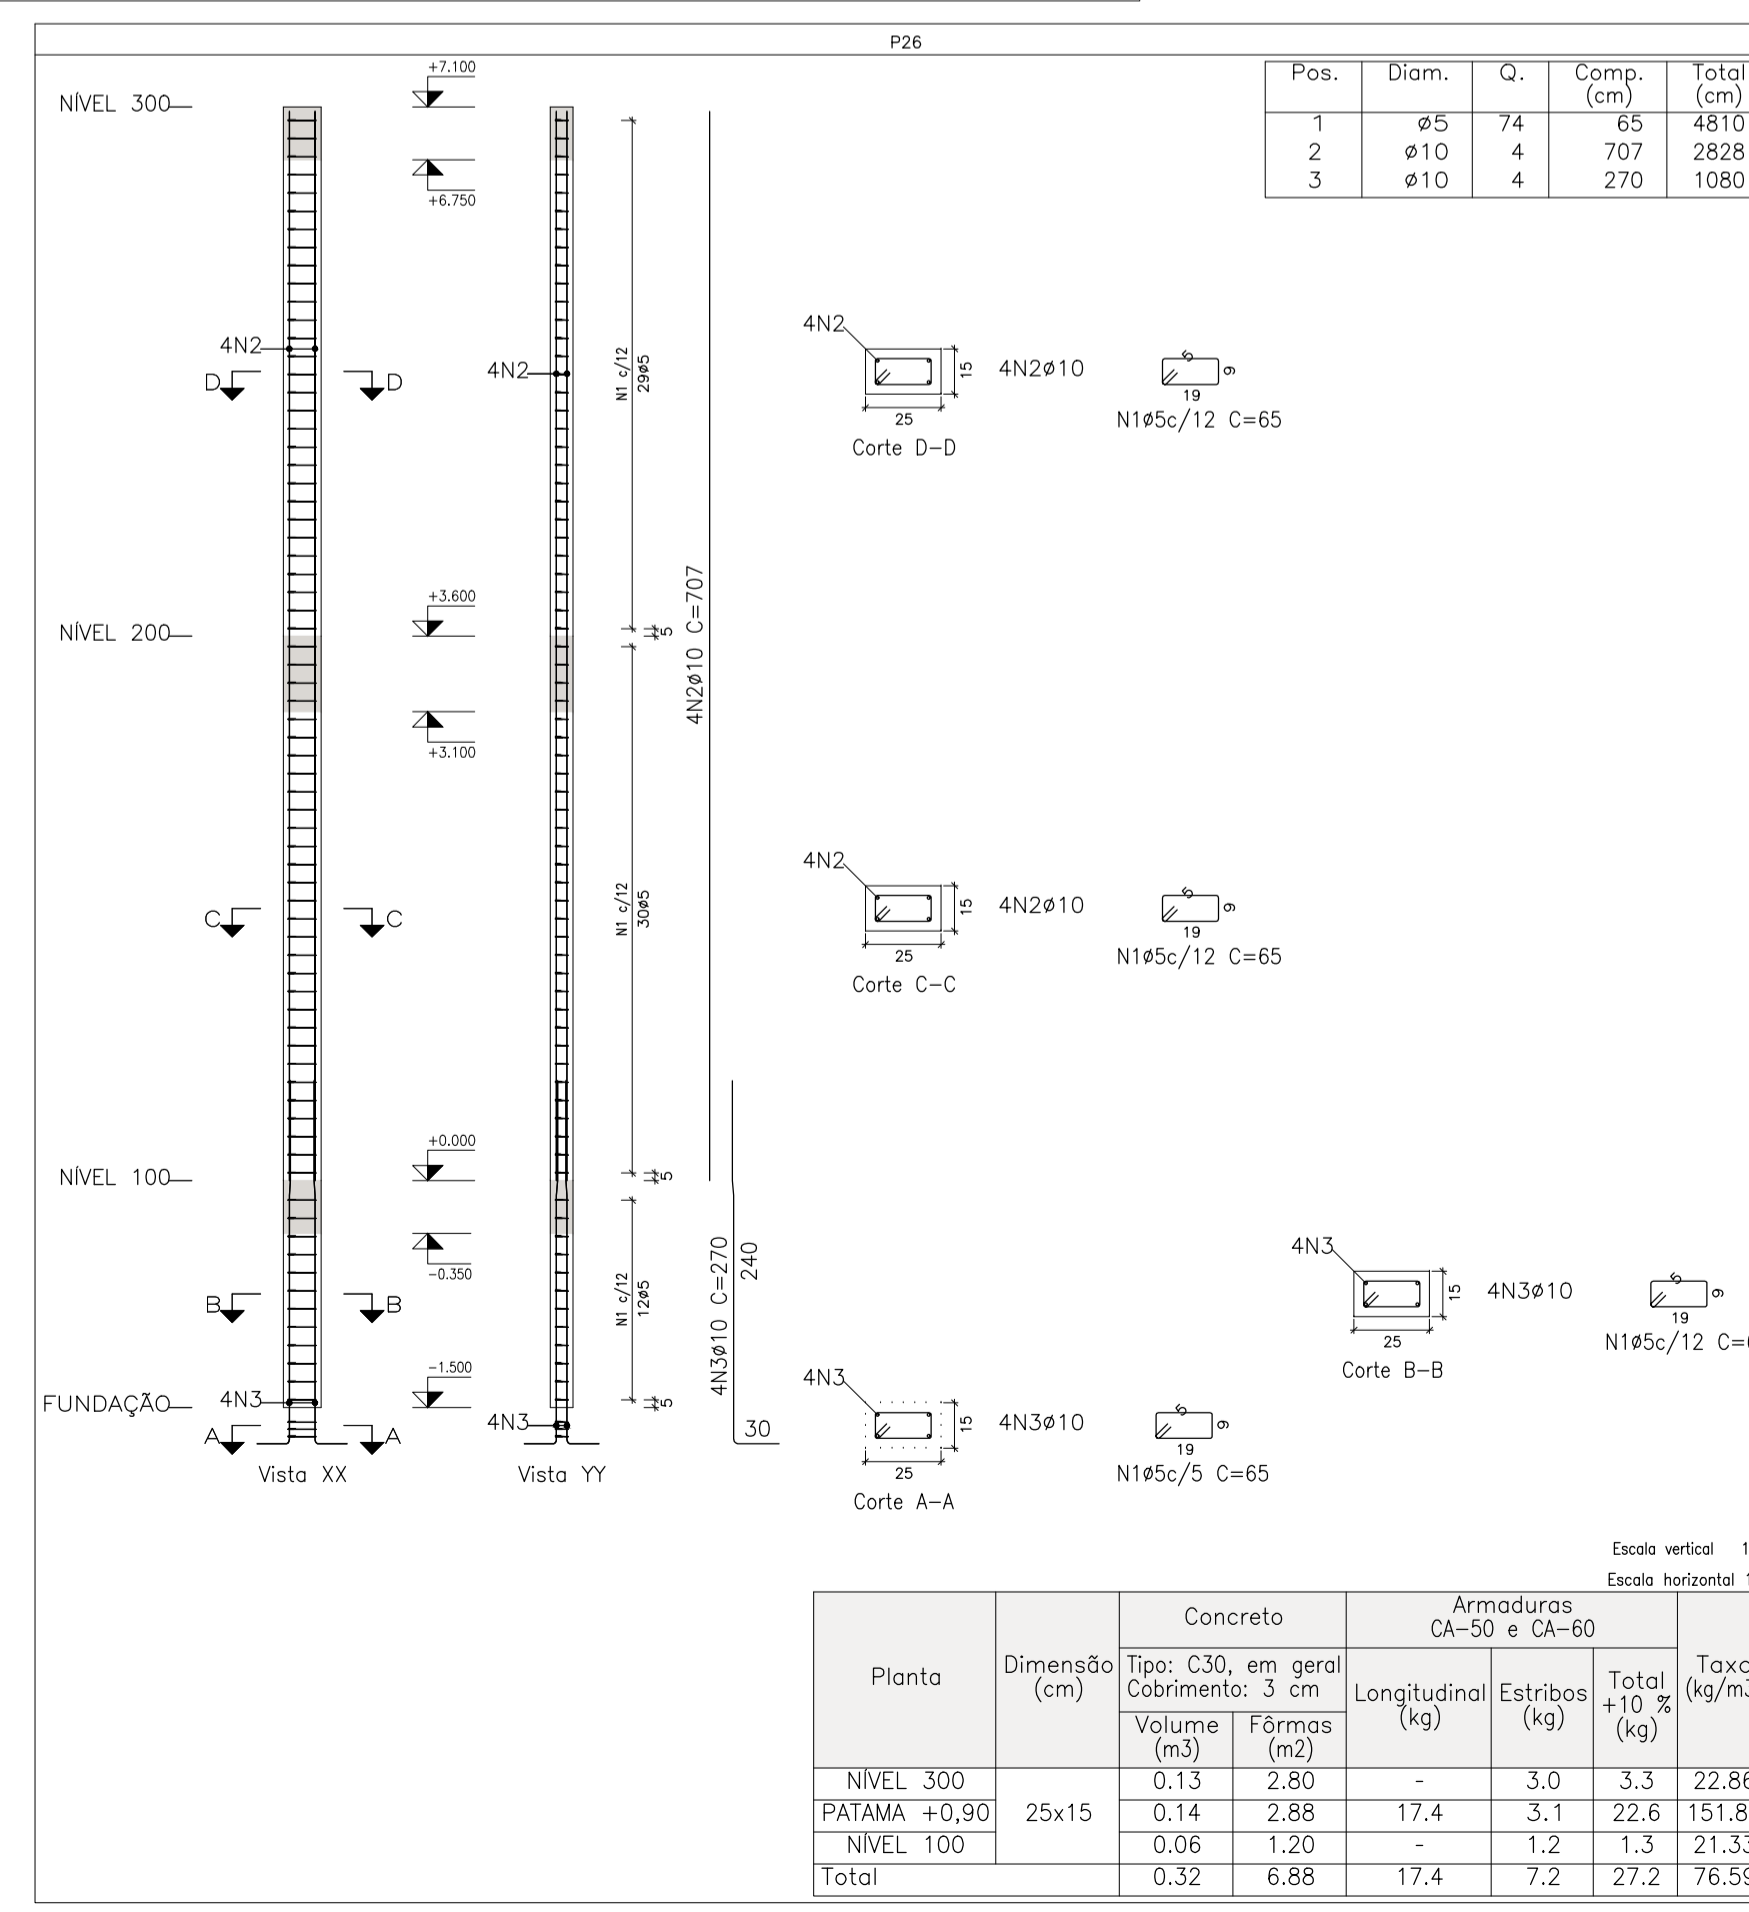 P26
Pos. Diam. Q. Comp. (cm) Total (cm)
1 ø5 74 65 4810
2 ø10 4 707 2828
3 ø10 4 270 1080
NÍVEL 300
+7.100
+6.750
4N2
D D
4N2
N1 c/12
29ø5
4N2
15
25
4N2ø10
5
9
19
N1ø5c/12 C=65
Corte D-D
NÍVEL 200
+3.600
5
+3.100
4N2ø10 C=707
C C
N1 c/12
30ø5
4N2
15
25
4N2ø10
5
9
19
N1ø5c/12 C=65
Corte C-C
NÍVEL 100
+0.000
5
-0.350
B B
N1 c/12
12ø5
4N3ø10 C=270
240
30
4N3
15
25
4N3ø10
5
9
19
N1ø5c/12
Corte B-B
FUNDAÇÃO
-1.500
4N3
5
4N3
A A
Vista XX
Vista YY
4N3
15
25
4N3ø10
5
9
19
N1ø5c/5 C=65
Corte A-A
Escala vertical
Escala horizontal
Planta
Dimensão (cm)
Concreto
Tipo: C30, em geral
Cobrimento: 3 cm
Volume (m3)
Fôrmas (m2)
Armaduras
CA-50 e CA-60
Longitudinal (kg)
Estribos (kg)
Total +10 % (kg)
NÍVEL 300 0.13 2.80 - 3.0 3.3
PATAMA +0,90 25x15 0.14 2.88 17.4 3.1 22.6
NÍVEL 100 0.06 1.20 - 1.2 1.3
Total 0.32 6.88 17.4 7.2 27.2